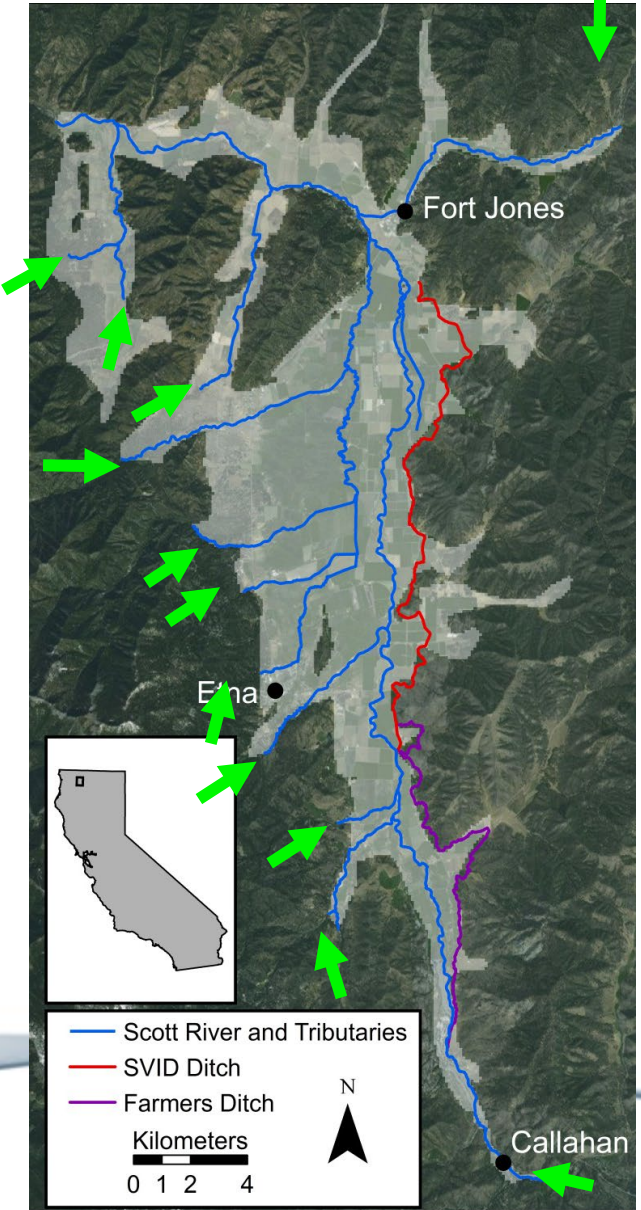 Fort Jones
Etna
Scott River and Tributaries
SVID Ditch
Farmers Ditch
N
Kilometers
0 1 2 4
Callahan